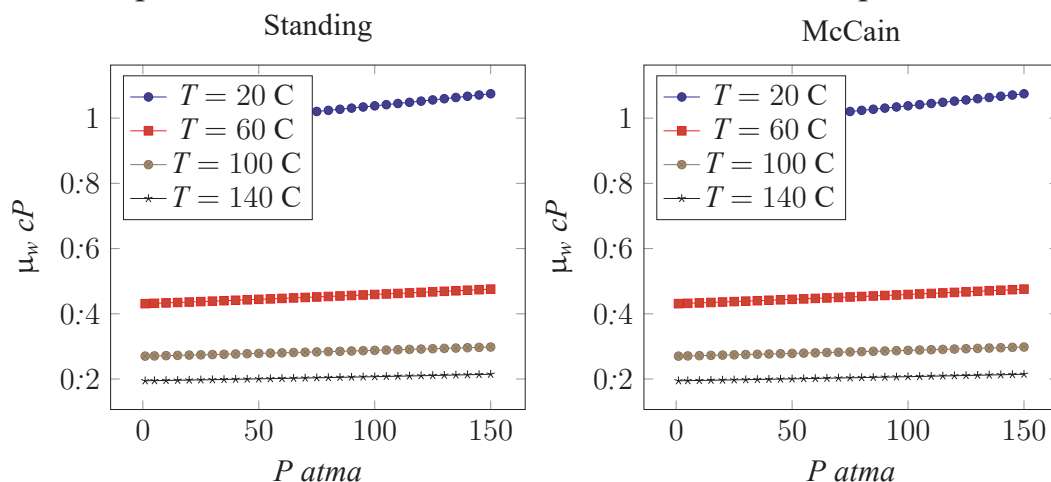 Standing
McCain
T = 20 C
T = 60 C
T = 100 C
T = 140 C
1
0:8
0:6
0:4
0:2
0
50
100
150
μw cP
P atma
T = 20 C
T = 60 C
T = 100 C
T = 140 C
1
0:8
0:6
0:4
0:2
0
50
100
150
μw cP
P atma